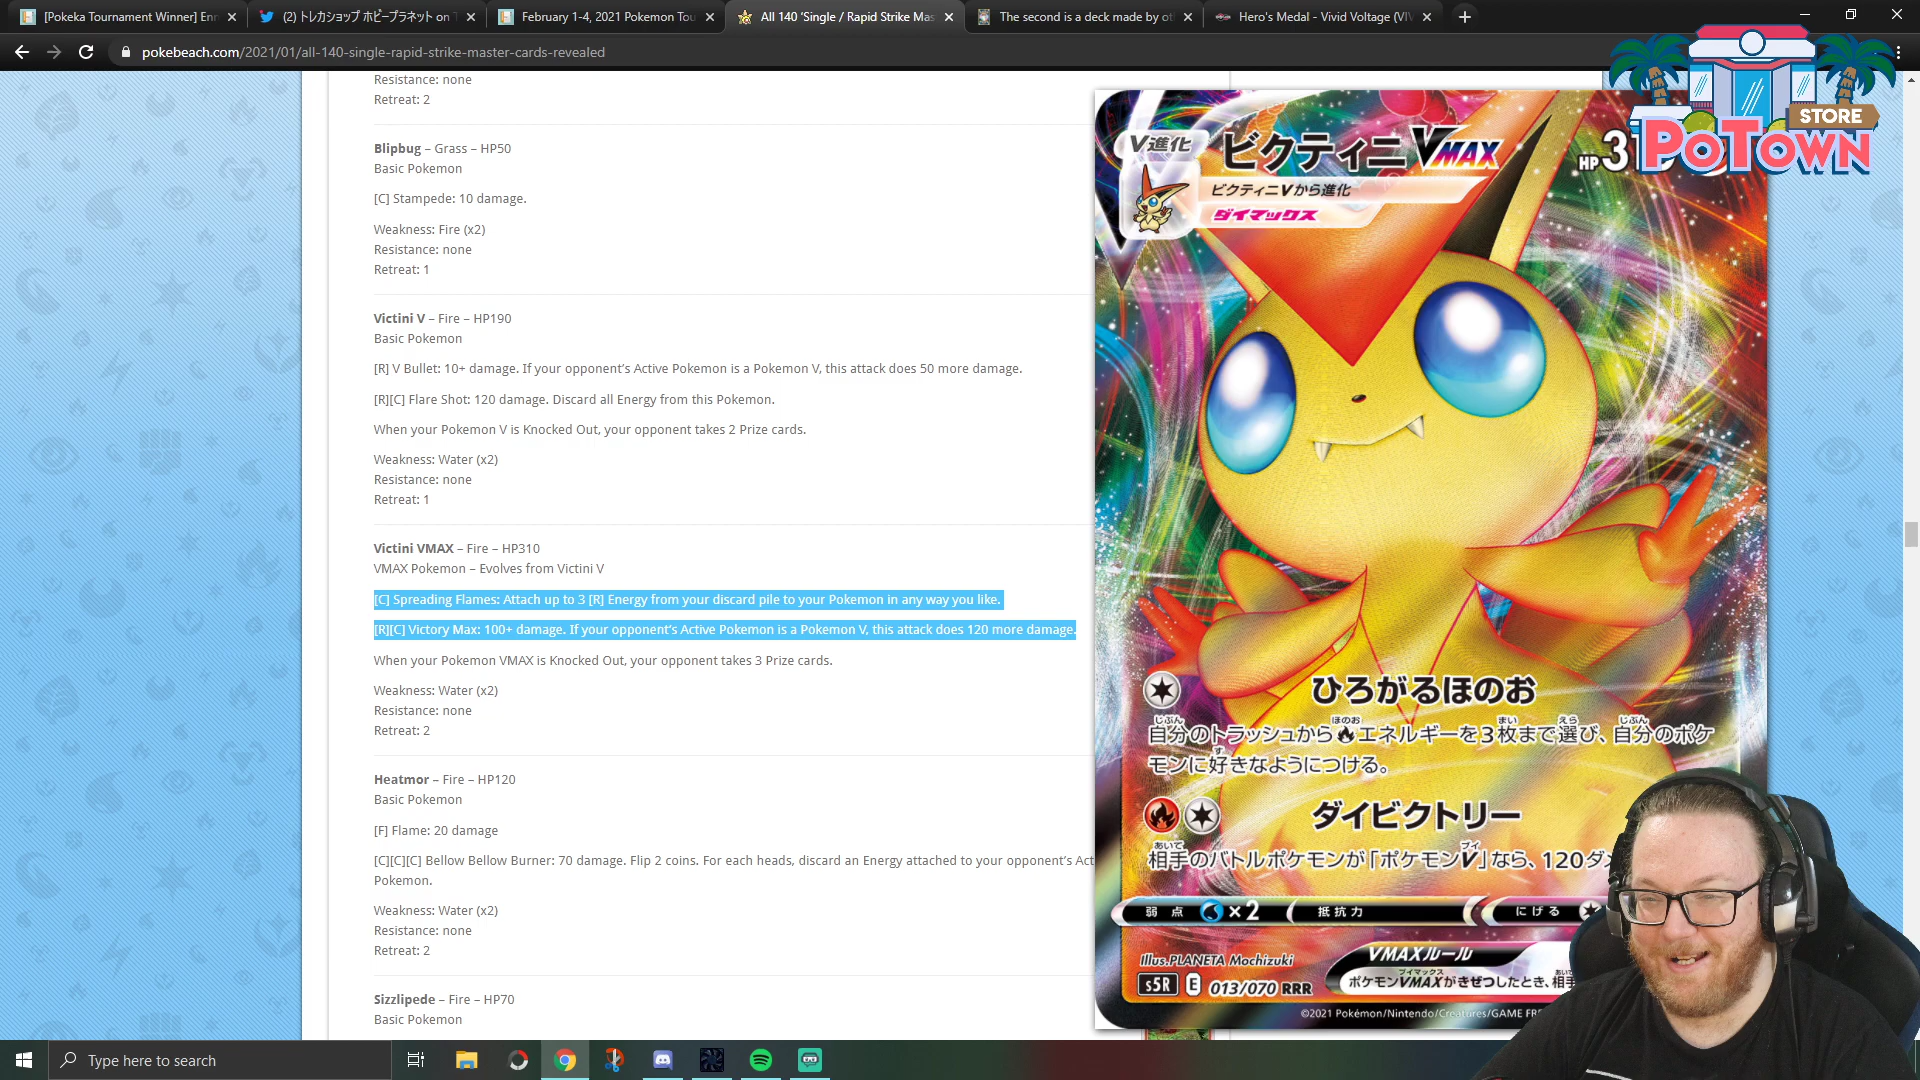 [Pokeka Tournament Winner] Enn
(2) トレカショップ ホビープラネット on T
February 1-4, 2021 Pokemon Tou
All 140 ‘Single / Rapid Strike Mas
The second is a deck made by ot
Hero's Medal - Vivid Voltage (VIV
pokebeach.com/2021/01/all-140-single-rapid-strike-master-cards-revealed
STORE
POTOWN
Resistance: none
Retreat: 2
Blipbug – Grass – HP50
Basic Pokemon
[C] Stampede: 10 damage.
Weakness: Fire (x2)
Resistance: none
Retreat: 1
Victini V – Fire – HP190
Basic Pokemon
[R] V Bullet: 10+ damage. If your opponent’s Active Pokemon is a Pokemon V, this attack does 50 more damage.
[R][C] Flare Shot: 120 damage. Discard all Energy from this Pokemon.
When your Pokemon V is Knocked Out, your opponent takes 2 Prize cards.
Weakness: Water (x2)
Resistance: none
Retreat: 1
Victini VMAX – Fire – HP310
VMAX Pokemon – Evolves from Victini V
[C] Spreading Flames: Attach up to 3 [R] Energy from your discard pile to your Pokemon in any way you like.
[R][C] Victory Max: 100+ damage. If your opponent’s Active Pokemon is a Pokemon V, this attack does 120 more damage.
When your Pokemon VMAX is Knocked Out, your opponent takes 3 Prize cards.
Weakness: Water (x2)
Resistance: none
Retreat: 2
Heatmor – Fire – HP120
Basic Pokemon
[F] Flame: 20 damage
[C][C][C] Bellow Bellow Burner: 70 damage. Flip 2 coins. For each heads, discard an Energy attached to your opponent’s Act
Pokemon.
Weakness: Water (x2)
Resistance: none
Retreat: 2
Sizzlipede – Fire – HP70
Basic Pokemon
V進化 ビクティニVMAX HP 31
ビクティニVから進化
ダイマックス
ひろがるほのお
自分のトラッシュからエネルギーを3枚まで選び、自分のポケ
モンに好きなようにつける。
ダイビクトリー
相手のバトルポケモンが「ポケモンV」なら、120ダ
弱点 ×2 抵抗力 にげる
Illus.PLANETA Mochizuki
VMAXルール
s5R E 013/070 RRR
ポケモンVMAXがきぜつしたとき、相手
©2021 Pokémon/Nintendo/Creatures/GAME FR
Type here to search